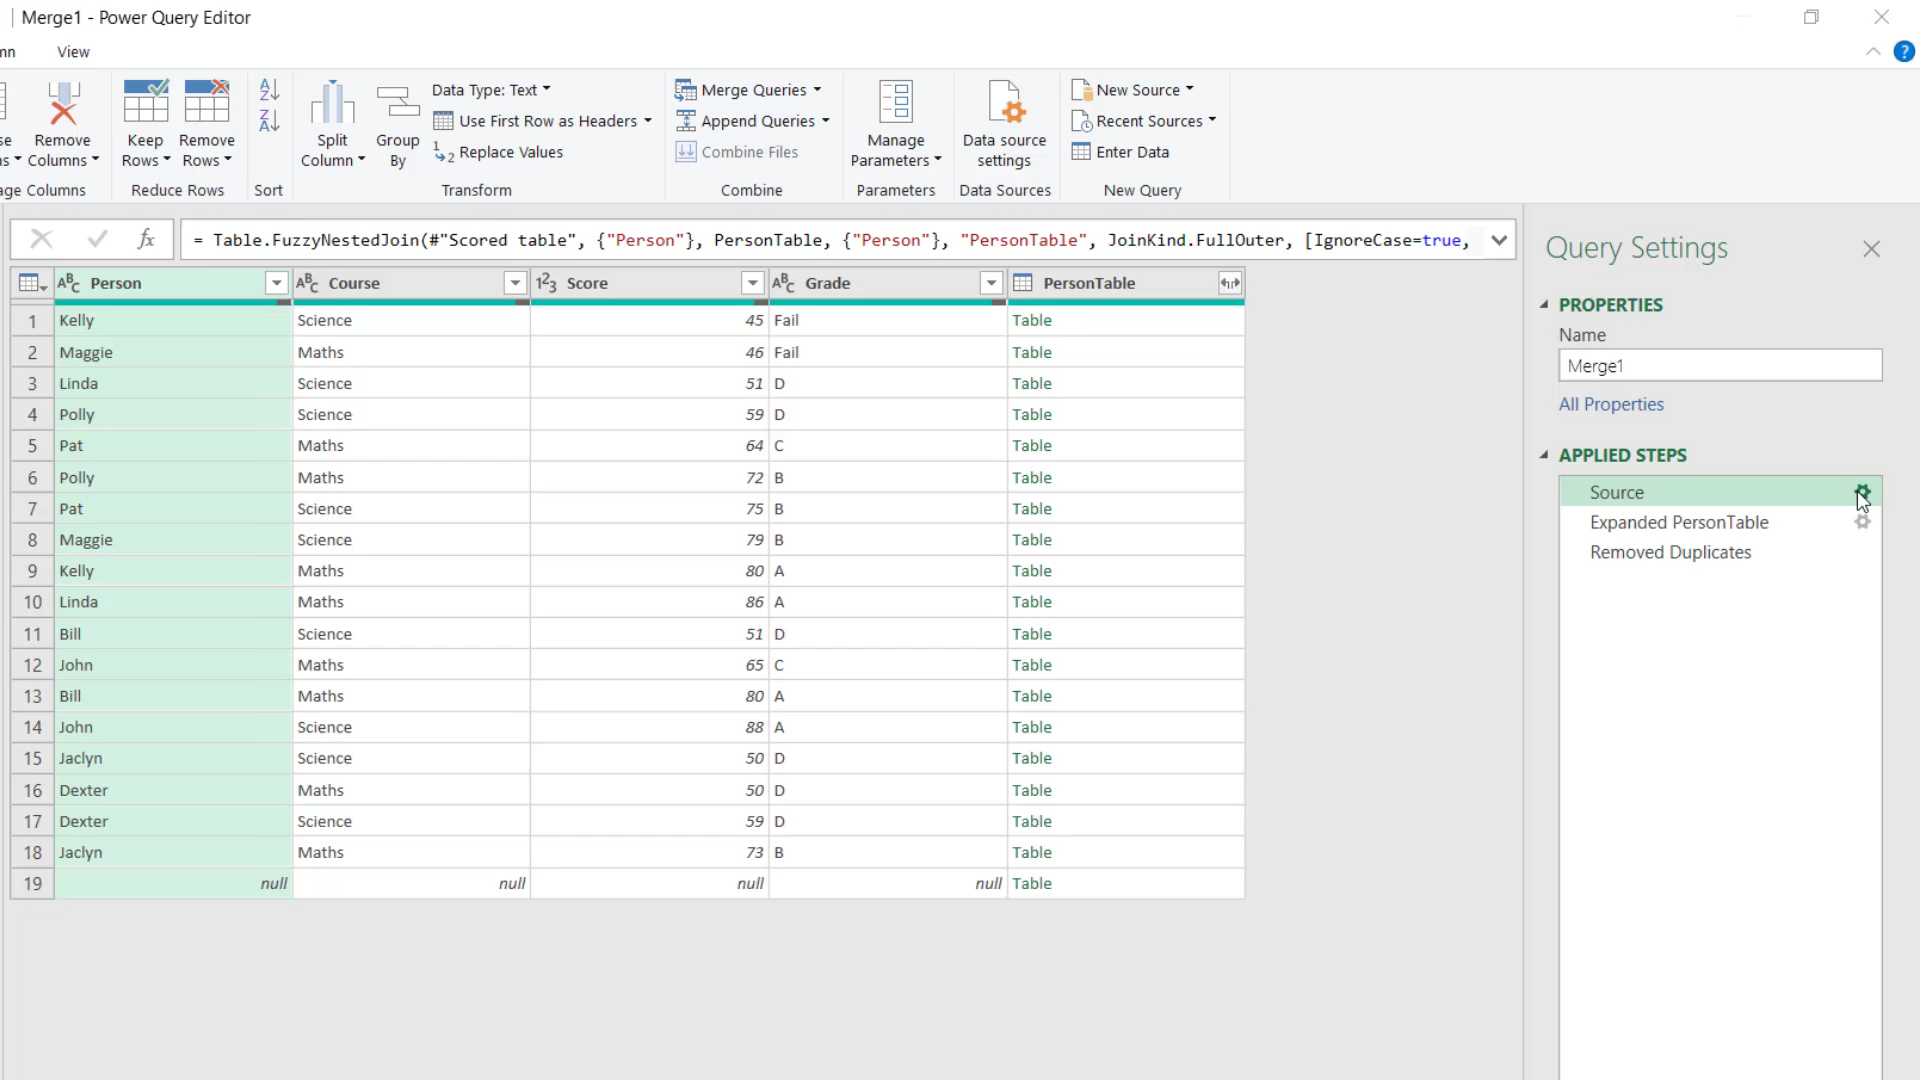 Merge1 - Power Query Editor
mn View
Remove Columns
Keep Rows
Remove Rows
Split Column
Group By
Data Type: Text
Use First Row as Headers
Replace Values
Merge Queries
Append Queries
Combine Files
Manage Parameters
Data source settings
New Source
Recent Sources
Enter Data
age Columns Reduce Rows Sort Transform Combine Parameters Data Sources New Query
fx = Table.FuzzyNestedJoin(#"Scored table", {"Person"}, PersonTable, {"Person"}, "PersonTable", JoinKind.FullOuter, [IgnoreCase=true,
Person Course Score Grade PersonTable
1 Kelly Science 45 Fail Table
2 Maggie Maths 46 Fail Table
3 Linda Science 51 D Table
4 Polly Science 59 D Table
5 Pat Maths 64 C Table
6 Polly Maths 72 B Table
7 Pat Science 75 B Table
8 Maggie Science 79 B Table
9 Kelly Maths 80 A Table
10 Linda Maths 86 A Table
11 Bill Science 51 D Table
12 John Maths 65 C Table
13 Bill Maths 80 A Table
14 John Science 88 A Table
15 Jaclyn Science 50 D Table
16 Dexter Maths 50 D Table
17 Dexter Science 59 D Table
18 Jaclyn Maths 73 B Table
19 null null null null Table
Query Settings
PROPERTIES
Name
Merge1
All Properties
APPLIED STEPS
Source
Expanded PersonTable
Removed Duplicates